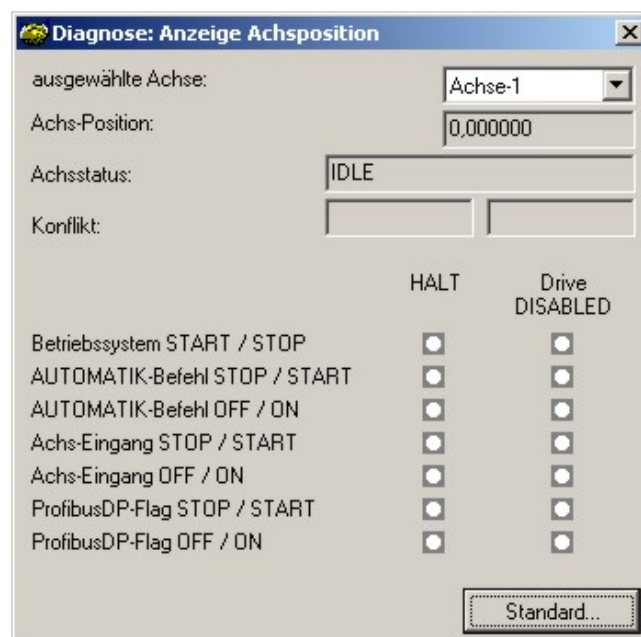 Diagnose: Anzeige Achsposition
ausgewählte Achse: Achse-1
Achs-Position: 0,000000
Achsstatus: IDLE
Konflikt:
HALT Drive
DISABLED
Betriebssystem START / STOP
AUTOMATIK-Befehl STOP / START
AUTOMATIK-Befehl OFF / ON
Achs-Eingang STOP / START
Achs-Eingang OFF / ON
ProfibusDP-Flag STOP / START
ProfibusDP-Flag OFF / ON
Standard...